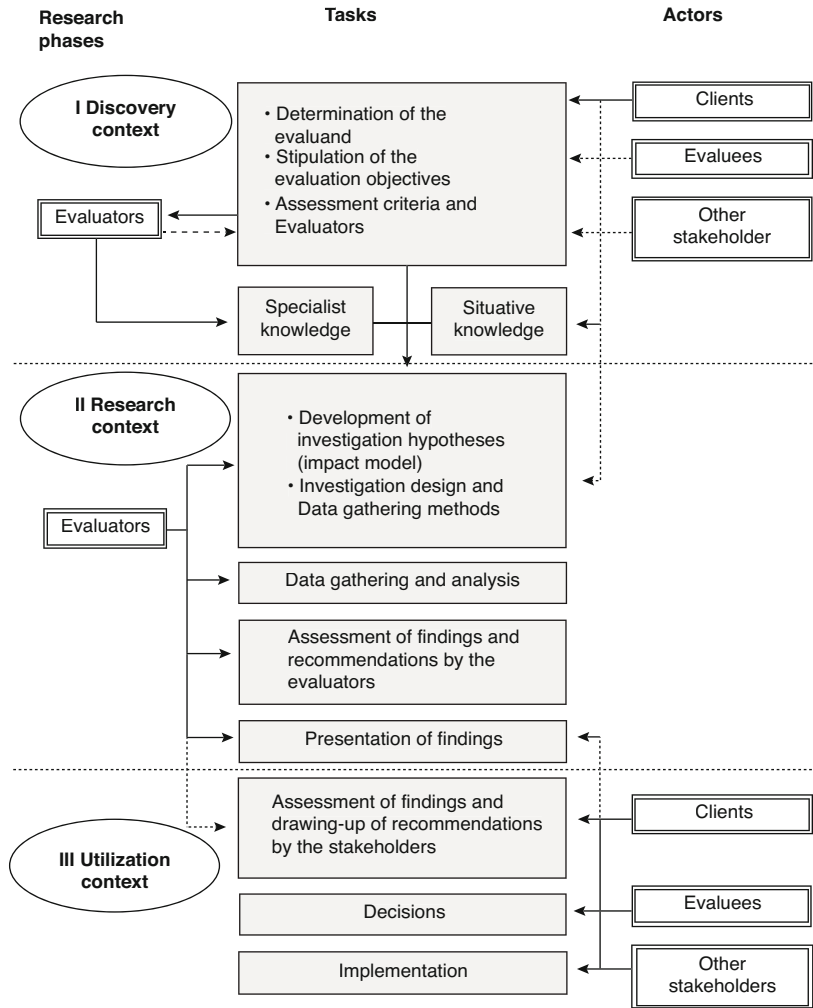 Research
phases
Tasks
Actors
I Discovery
context
• Determination of the
evaluand
• Stipulation of the
evaluation objectives
• Assessment criteria and
Evaluators
Clients
Evaluees
Other
stakeholder
Evaluators
Specialist
knowledge
Situative
knowledge
II Research
context
• Development of
investigation hypotheses
(impact model)
• Investigation design and
Data gathering methods
Evaluators
Data gathering and analysis
Assessment of findings and
recommendations by the
evaluators
Presentation of findings
III Utilization
context
Assessment of findings and
drawing-up of recommendations
by the stakeholders
Clients
Decisions
Evaluees
Implementation
Other
stakeholders